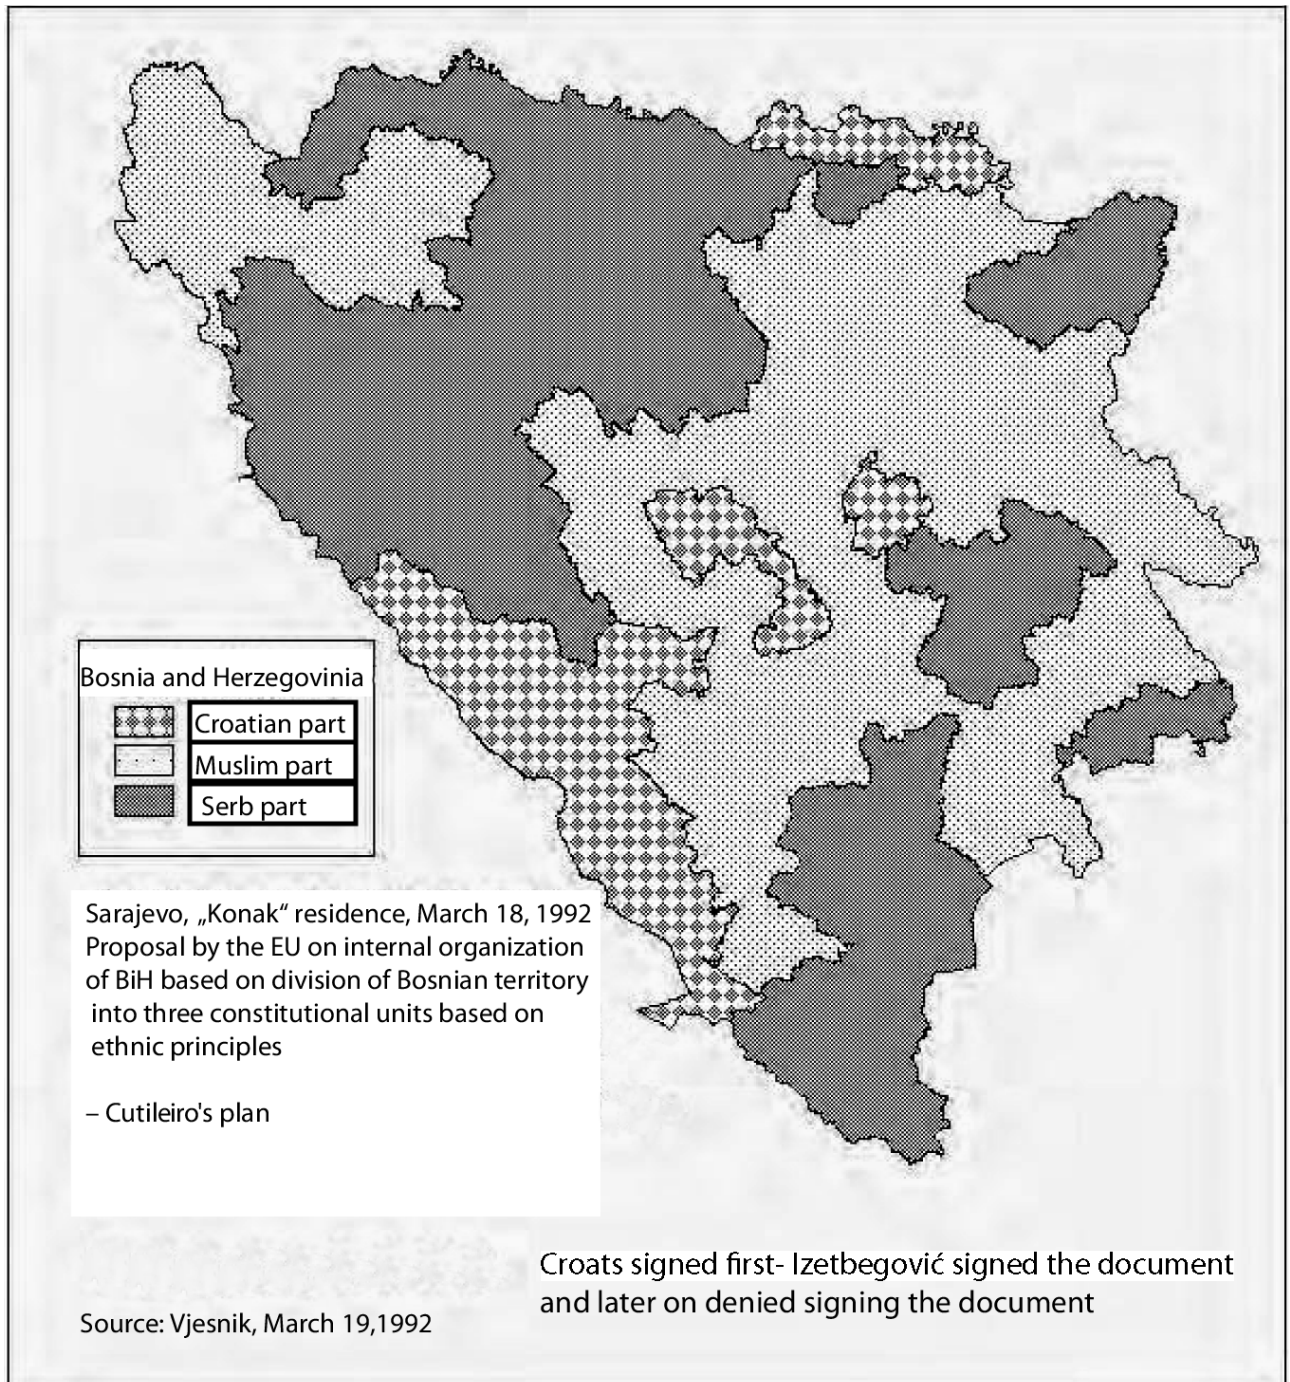 Bosnia and Herzegovinia
Croatian part
Muslim part
Serb part
Sarajevo, „Konak“ residence, March 18, 1992
Proposal by the EU on internal organization
of BiH based on division of Bosnian territory
into three constitutional units based on
ethnic principles
– Cutileiro's plan
Croats signed first- Izetbegović signed the document
and later on denied signing the document
Source: Vjesnik, March 19,1992